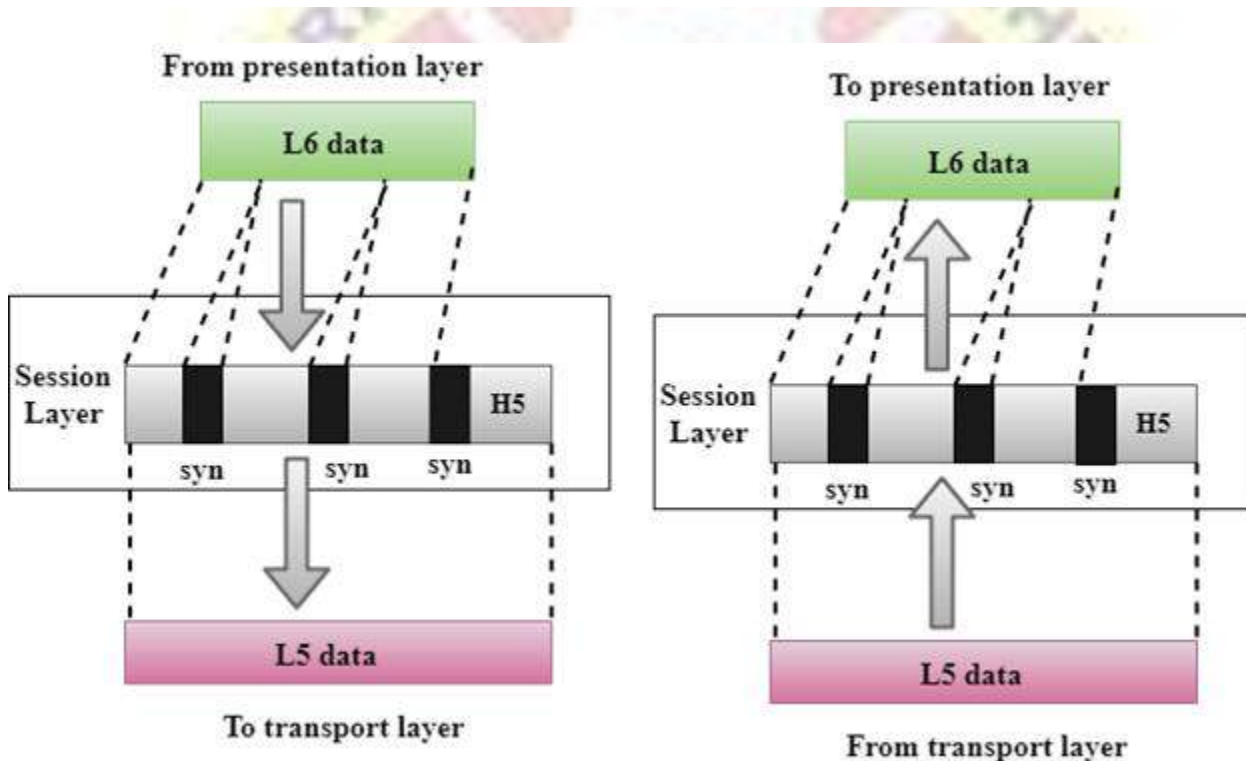 From presentation layer
L6 data
Session
Layer
H5
syn
syn
syn
L5 data
To transport layer
To presentation layer
L6 data
Session
Layer
H5
syn
syn
syn
L5 data
From transport layer